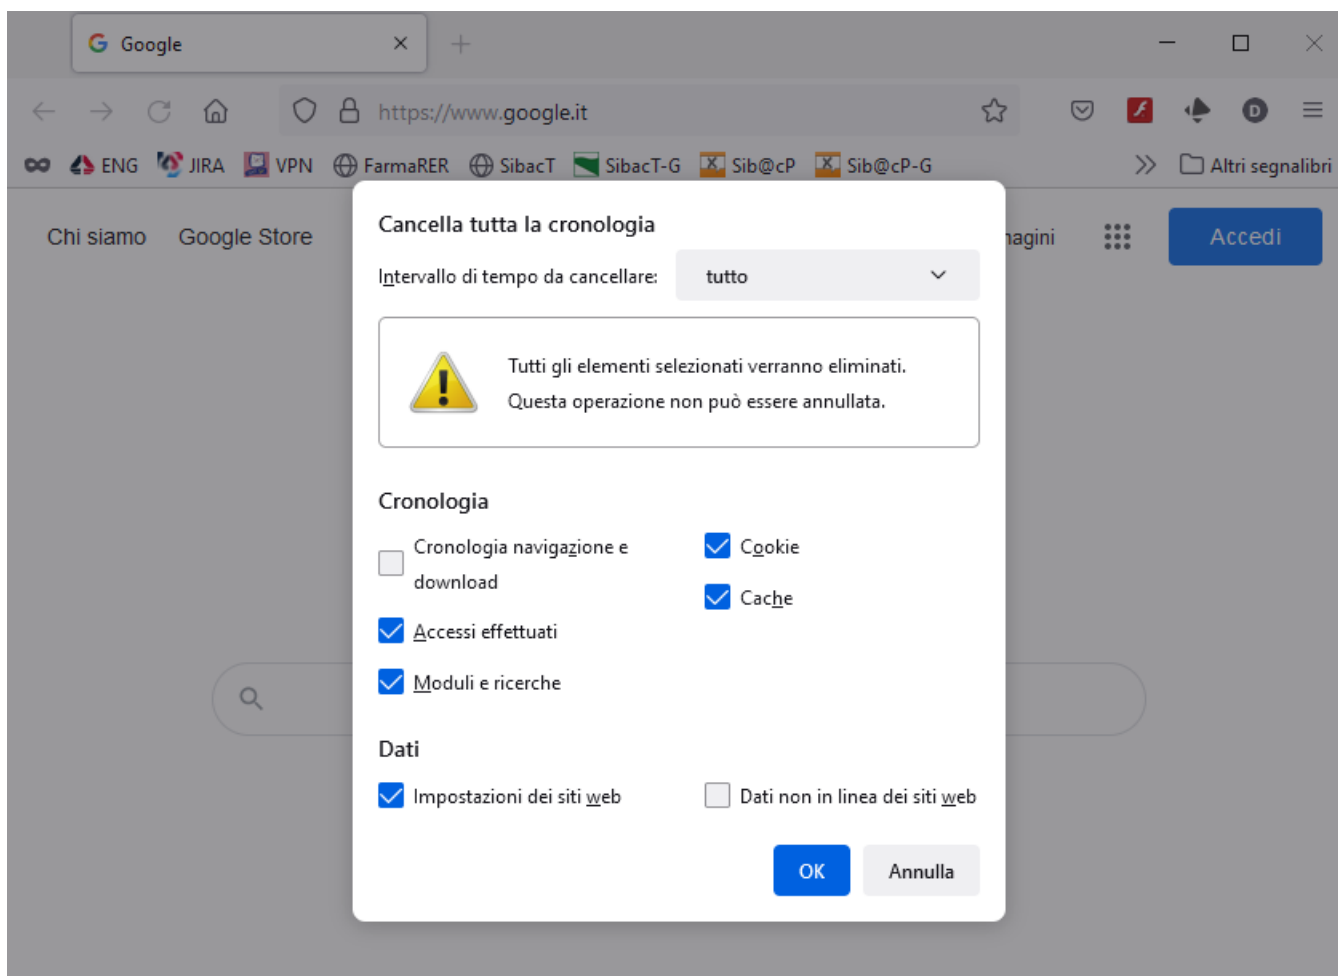 Google
https://www.google.it
ENG JIRA VPN FarmaRER SibacT SibacT-G Sib@cP Sib@cP-G Altri segnalibri
Chi siamo Google Store magini Accedi
Cancella tutta la cronologia
Intervallo di tempo da cancellare: tutto
Tutti gli elementi selezionati verranno eliminati.
Questa operazione non può essere annullata.
Cronologia
Cronologia navigazione e
download
Cookie
Cache
Accessi effettuati
Moduli e ricerche
Dati
Impostazioni dei siti web Dati non in linea dei siti web
OK Annulla